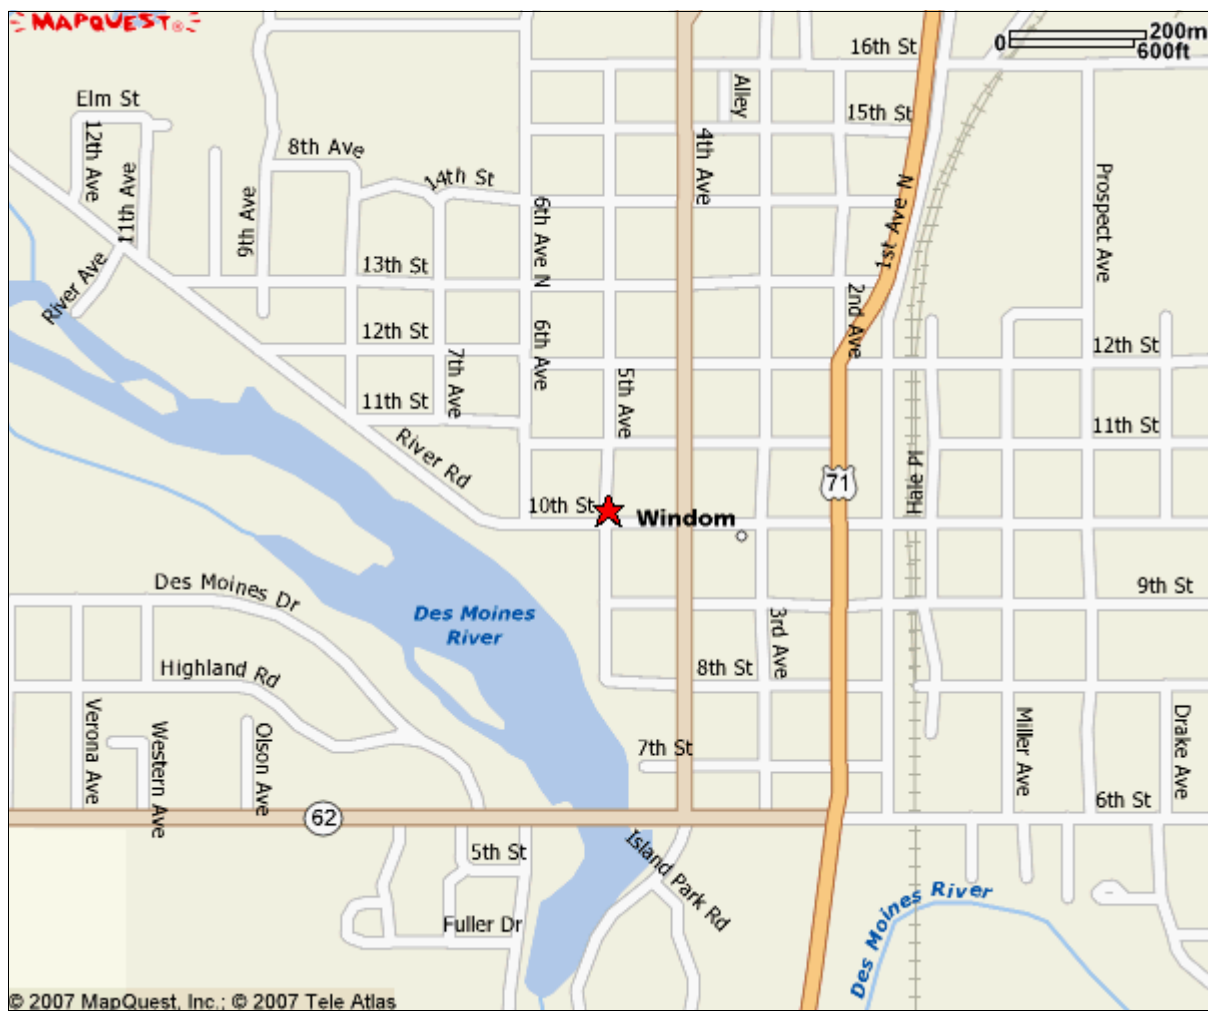 MAPQUEST®
16th St
0
200m
600ft
Elm St
Alley
15th St
12th Ave
11th Ave
8th Ave
4th Ave
14th St
Prospect Ave
9th Ave
6th Ave N
1st Ave N
River Ave
13th St
2nd Ave
12th St
6th Ave
12th St
7th Ave
5th Ave
11th St
11th St
River Rd
71
Hale Pl
10th St
Windom
Des Moines Dr
9th St
Des Moines
River
3rd Ave
Highland Rd
8th St
Verona Ave
Western Ave
Olson Ave
7th St
Miller Ave
Drake Ave
6th St
62
5th St
Island Park Rd
Fuller Dr
Des Moines River
© 2007 MapQuest, Inc.; © 2007 Tele Atlas